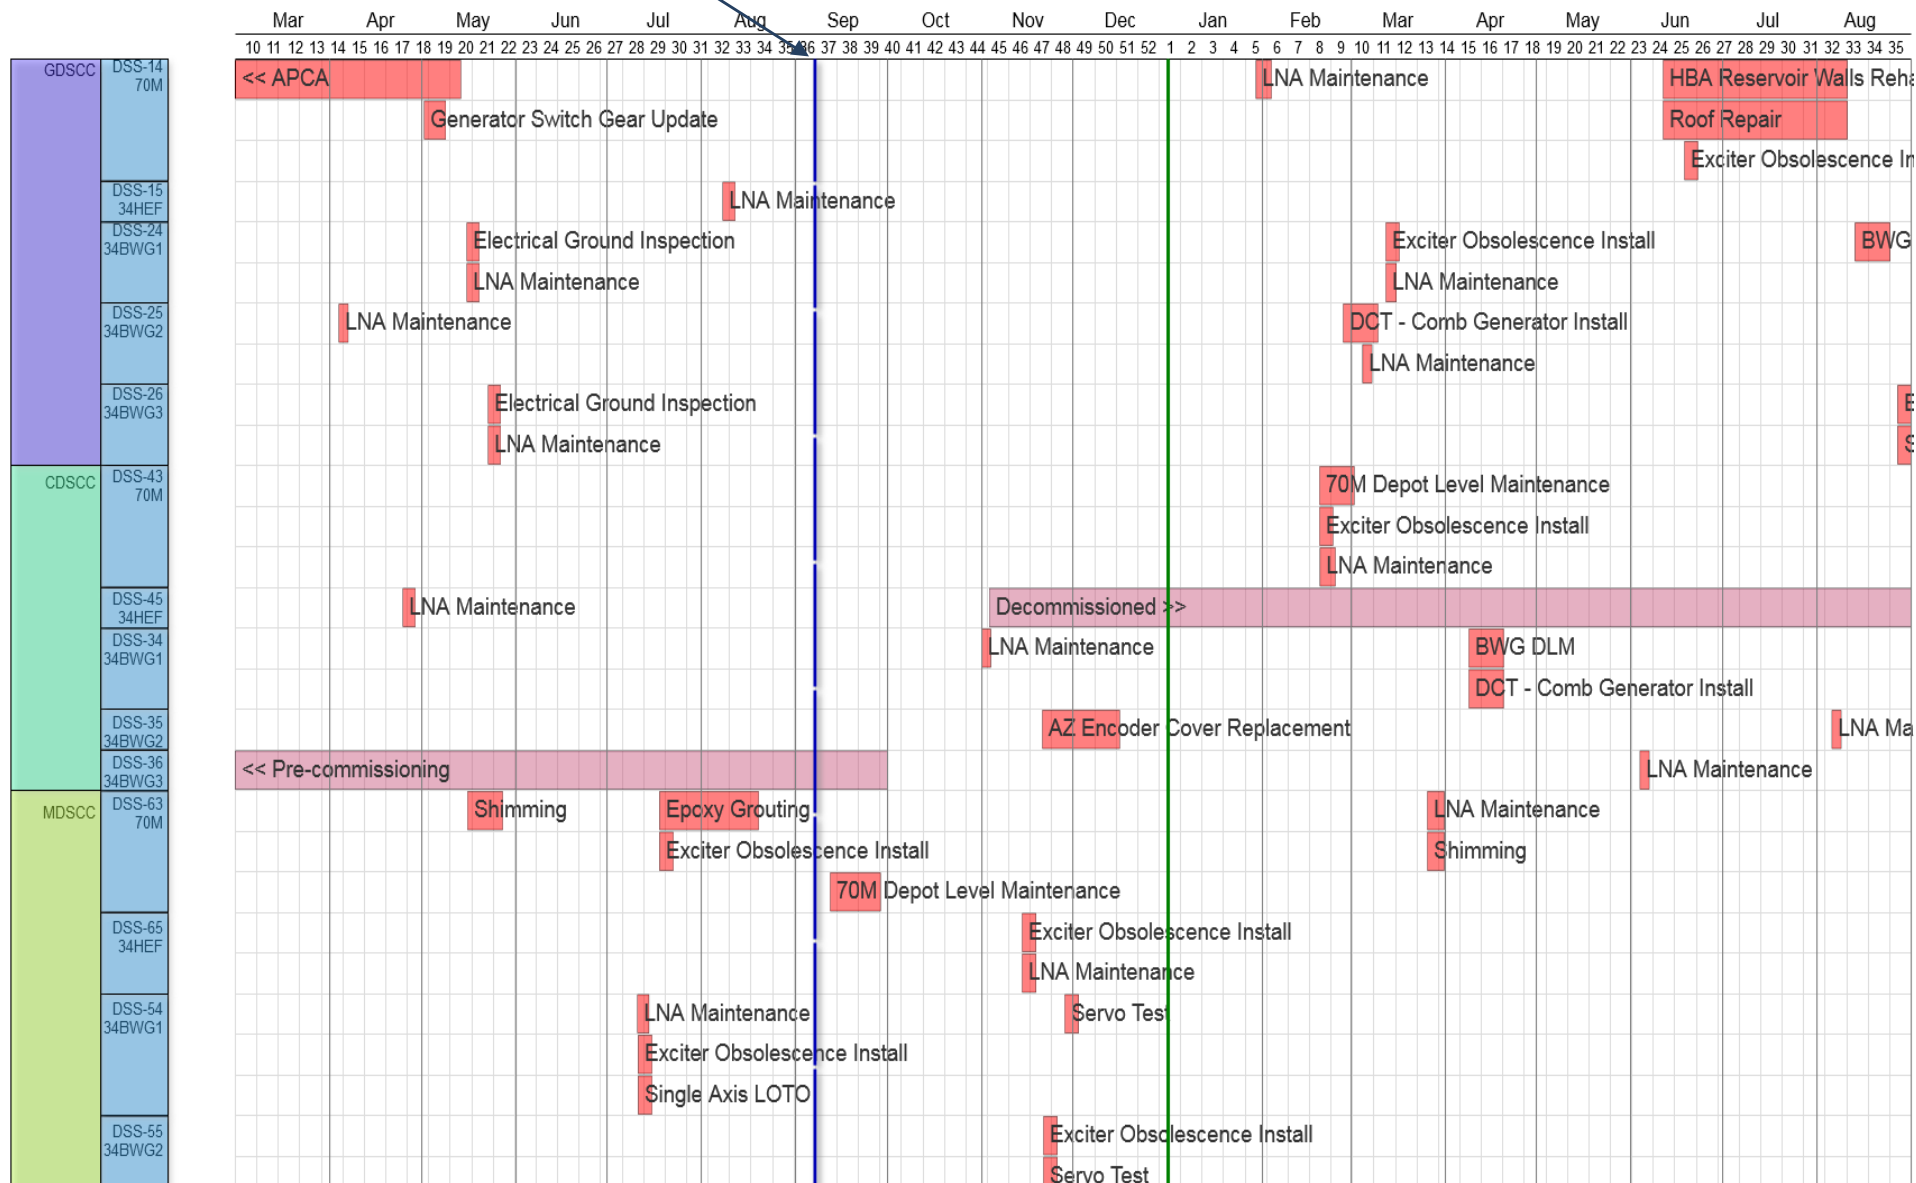 Mar Apr May Jun Jul Aug Sep Oct Nov Dec Jan Feb Mar Apr May Jun Jul Aug
10 11 12 13 14 15 16 17 18 19 20 21 22 23 24 25 26 27 28 29 30 31 32 33 34 35 36 37 38 39 40 41 42 43 44 45 46 47 48 49 50 51 52 1 2 3 4 5 6 7 8 9 10 11 12 13 14 15 16 17 18 19 20 21 22 23 24 25 26 27 28 29 30 31 32 33 34 35
GDSCC
DSS-14
70M
<< APCA
LNA Maintenance
HBA Reservoir Walls Reha
Generator Switch Gear Update
Roof Repair
Exciter Obsolescence In
DSS-15
34HEF
LNA Maintenance
DSS-24
34BWG1
Electrical Ground Inspection
Exciter Obsolescence Install
BWG
LNA Maintenance
LNA Maintenance
DSS-25
34BWG2
LNA Maintenance
DCT - Comb Generator Install
LNA Maintenance
DSS-26
34BWG3
Electrical Ground Inspection
LNA Maintenance
CDSCC
DSS-43
70M
70M Depot Level Maintenance
Exciter Obsolescence Install
LNA Maintenance
DSS-45
34HEF
LNA Maintenance
Decommissioned >>
DSS-34
34BWG1
LNA Maintenance
BWG DLM
DCT - Comb Generator Install
DSS-35
34BWG2
AZ Encoder Cover Replacement
LNA Ma
DSS-36
34BWG3
<< Pre-commissioning
LNA Maintenance
MDSCC
DSS-63
70M
Shimming
Epoxy Grouting
LNA Maintenance
Exciter Obsolescence Install
Shimming
70M Depot Level Maintenance
DSS-65
34HEF
Exciter Obsolescence Install
LNA Maintenance
DSS-54
34BWG1
LNA Maintenance
Servo Test
Exciter Obsolescence Install
Single Axis LOTO
DSS-55
34BWG2
Exciter Obsolescence Install
Servo Test